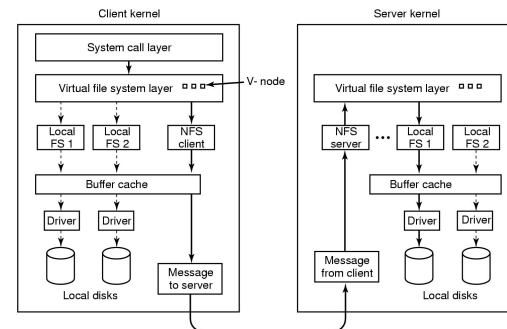 Client kernel
System call layer
Virtual file system layer
V- node
Local
FS 1
Local
FS 2
NFS
client
Buffer cache
Driver
Driver
Message
to server
Local disks
Server kernel
Virtual file system layer
NFS
server
Local
FS 1
Local
FS 2
Buffer cache
Driver
Driver
Message
from client
Local disks